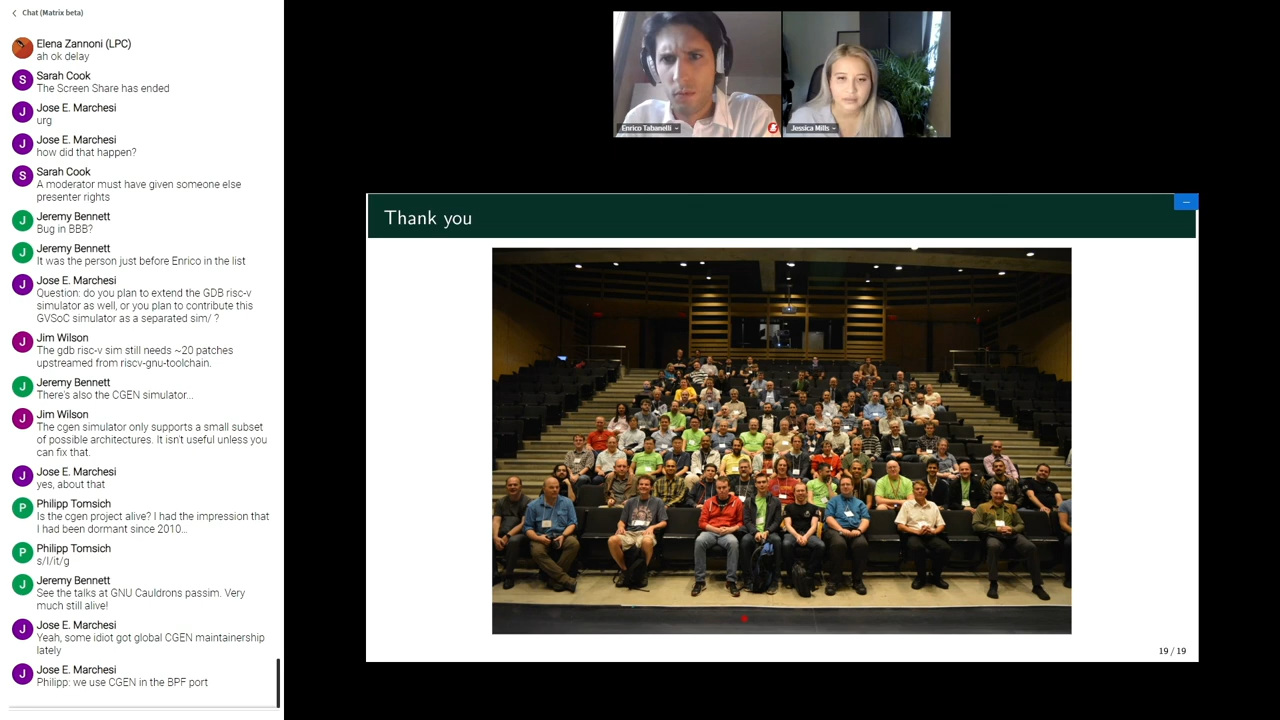 Chat (Matrix beta)
Elena Zannoni (LPC)
ah ok delay
Sarah Cook
The Screen Share has ended
Jose E. Marchesi
urg
Jose E. Marchesi
how did that happen?
Sarah Cook
A moderator must have given someone else
presenter rights
Jeremy Bennett
Bug in BBB?
Jeremy Bennett
It was the person just before Enrico in the list
Jose E. Marchesi
Question: do you plan to extend the GDB risc-v
simulator as well, or you plan to contribute this
GVSoC simulator as a separated sim/ ?
Jim Wilson
The gdb risc-v sim still needs ~20 patches
upstreamed from riscv-gnu-toolchain.
Jeremy Bennett
There's also the CGEN simulator...
Jim Wilson
The cgen simulator only supports a small subset
of possible architectures. It isn't useful unless you
can fix that.
Jose E. Marchesi
yes, about that
Philipp Tomsich
Is the cgen project alive? I had the impression that
I had been dormant since 2010...
Philipp Tomsich
s/I/it/g
Jeremy Bennett
See the talks at GNU Cauldrons passim. Very
much still alive!
Jose E. Marchesi
Yeah, some idiot got global CGEN maintainership
lately
Jose E. Marchesi
Philipp: we use CGEN in the BPF port
S
J
J
S
J
J
J
J
J
J
J
P
P
J
J
J
Enrico Tabanelli
Jessica Mills
Thank you
19 / 19